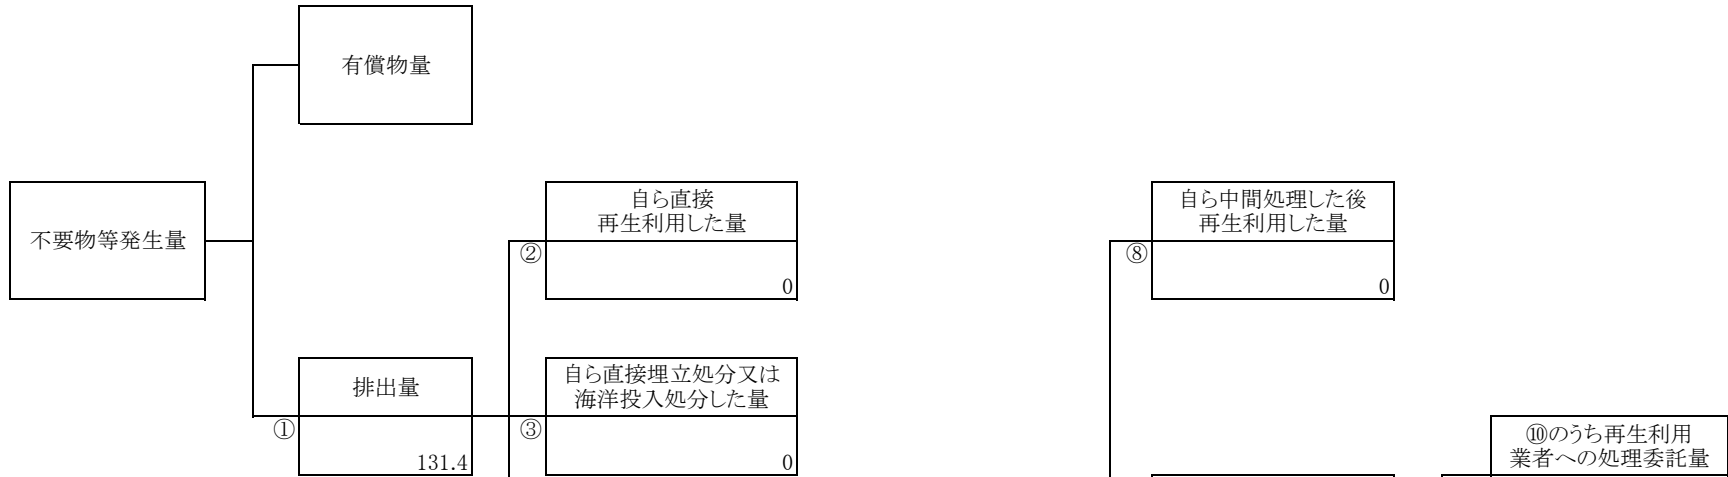 有償物量
不要物等発生量
自ら直接
再生利用した量
②
0
自ら中間処理した後
再生利用した量
⑧
0
排出量
①
131.4
自ら直接埋立処分又は
海洋投入処分した量
③
0
⑩のうち再生利用
業者への処理委託量